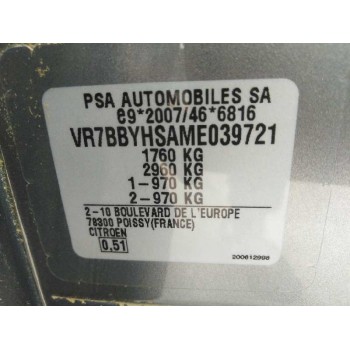 PSA AUTOMOBILES SA
e9*2007/46*6816
VR7BBYHSAME039721
1760 KG
2960 KG
1-970 KG
2-970 KG
2-10 BOULEVARD DE L'EUROPE
78300 POISSY(FRANCE)
CITROEN
0.51
200612998